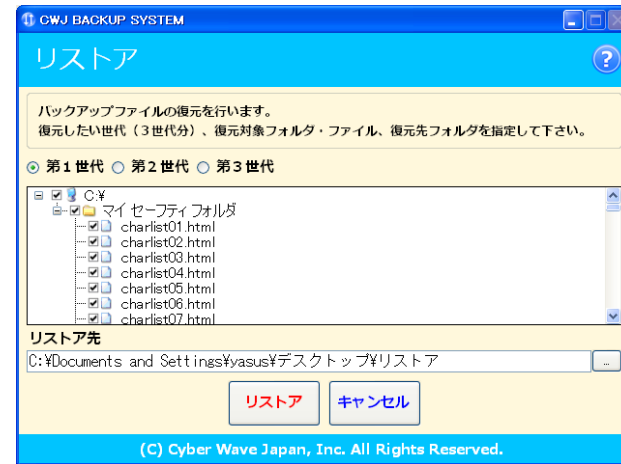 CWJ BACKUP SYSTEM
リストア
?
バックアップファイルの復元を行います。
復元したい世代（３世代分）、復元対象フォルダ・ファイル、復元先フォルダを指定して下さい。
第１世代 第２世代 第３世代
C:¥
マイ セーフティ フォルダ
charlist01.html
charlist02.html
charlist03.html
charlist04.html
charlist05.html
charlist06.html
charlist07.html
リストア先
C:¥Documents and Settings¥yasus¥デスクトップ¥リストア
...
リストア キャンセル
(C) Cyber Wave Japan, Inc. All Rights Reserved.